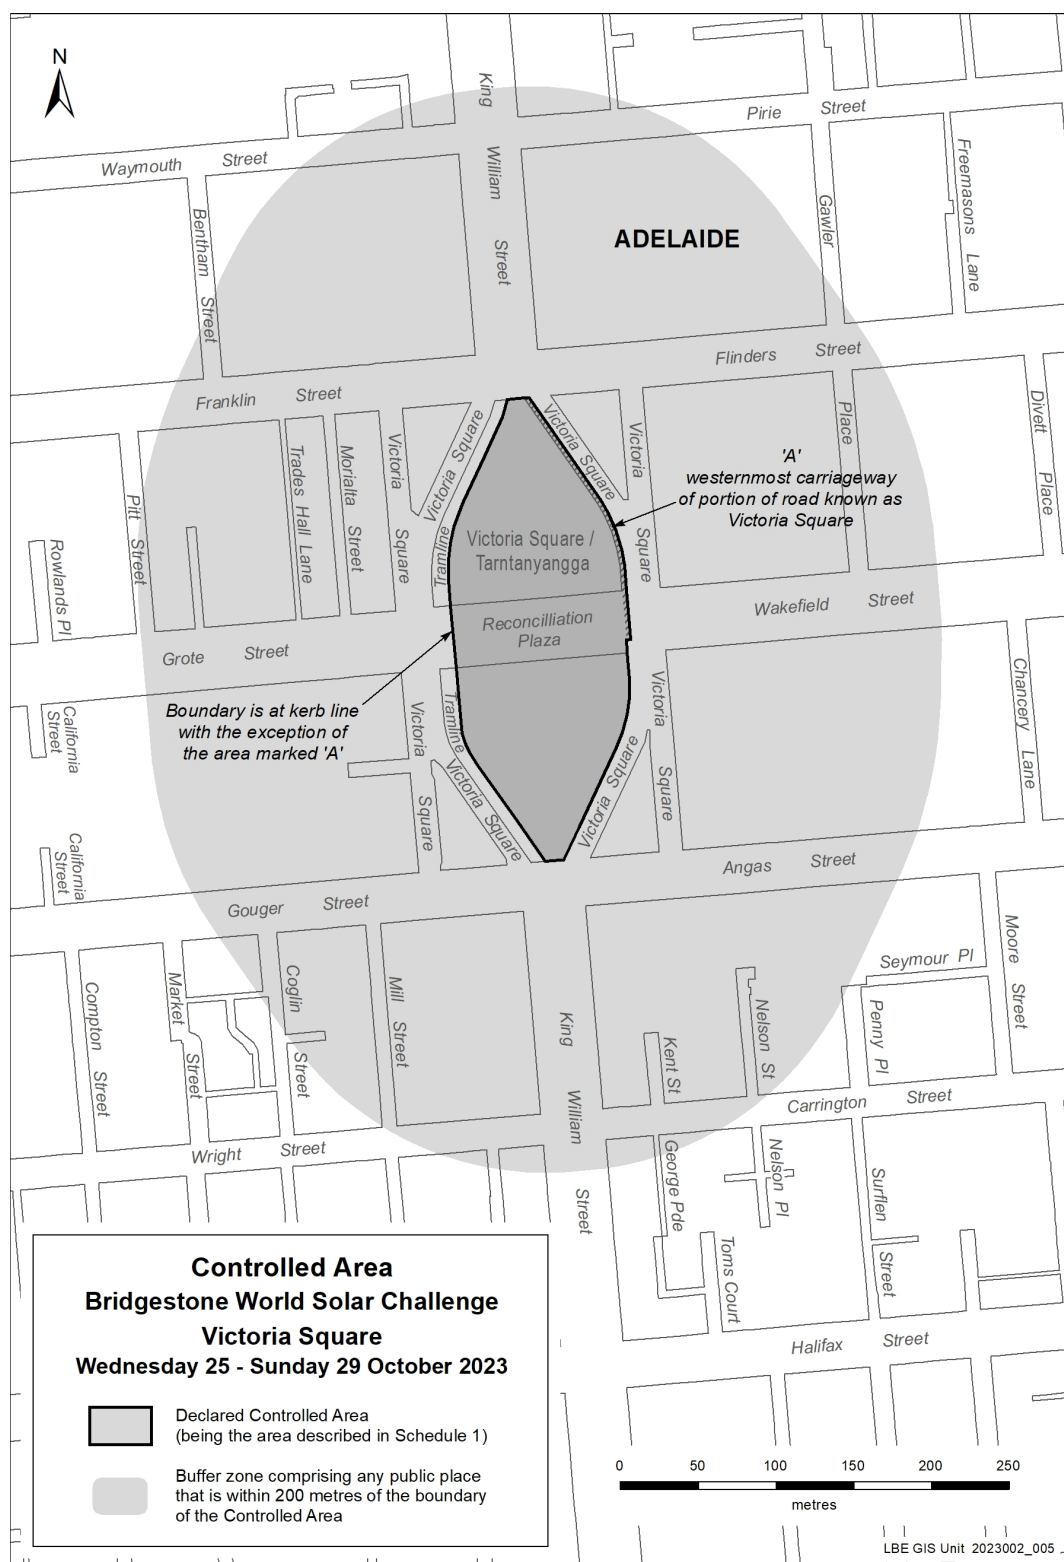 N
King
William
Street
Pirie Street
Waymouth Street
Bentham Street
Gawler
Freemasons Lane
ADELAIDE
Flinders Street
Franklin Street
Place
Divett Place
Pitt Street
Trades Hall Lane
Morialta Street
Victoria Square
Victoria Square
Tramline
Victoria Square
Victoria Square
'A'
westernmost carriageway
of portion of road known as
Victoria Square
Victoria Square /
Tarntanyangga
Rowlands Pl
Wakefield Street
Reconcilliation
Plaza
Grote Street
Boundary is at kerb line
with the exception of
the area marked 'A'
California
Street
Victoria Square
Tramline
Victoria Square
Victoria Square
Victoria Square
Chancery Lane
California
Street
Angas Street
Gouger Street
Compton Street
Market Street
Coglin Street
Mill Street
King
William
Street
Kent St
Nelson St
Seymour Pl
Penny Pl
Moore Street
Carrington Street
Wright Street
George Pde
Nelson Pl
Surflen Street
Toms Court
Halifax Street
Controlled Area
Bridgestone World Solar Challenge
Victoria Square
Wednesday 25 - Sunday 29 October 2023
Declared Controlled Area
(being the area described in Schedule 1)
Buffer zone comprising any public place
that is within 200 metres of the boundary
of the Controlled Area
0 50 100 150 200 250
metres
LBE GIS Unit 2023002_005